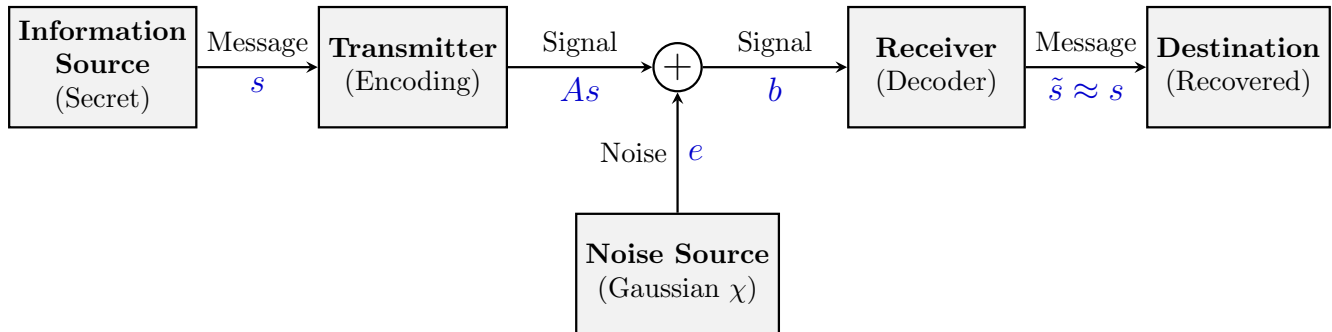 Information
Source
(Secret)
Message
s
Transmitter
(Encoding)
Signal
As
+
Signal
b
Receiver
(Decoder)
Message
s̃ ≈ s
Destination
(Recovered)
Noise
e
Noise Source
(Gaussian χ)